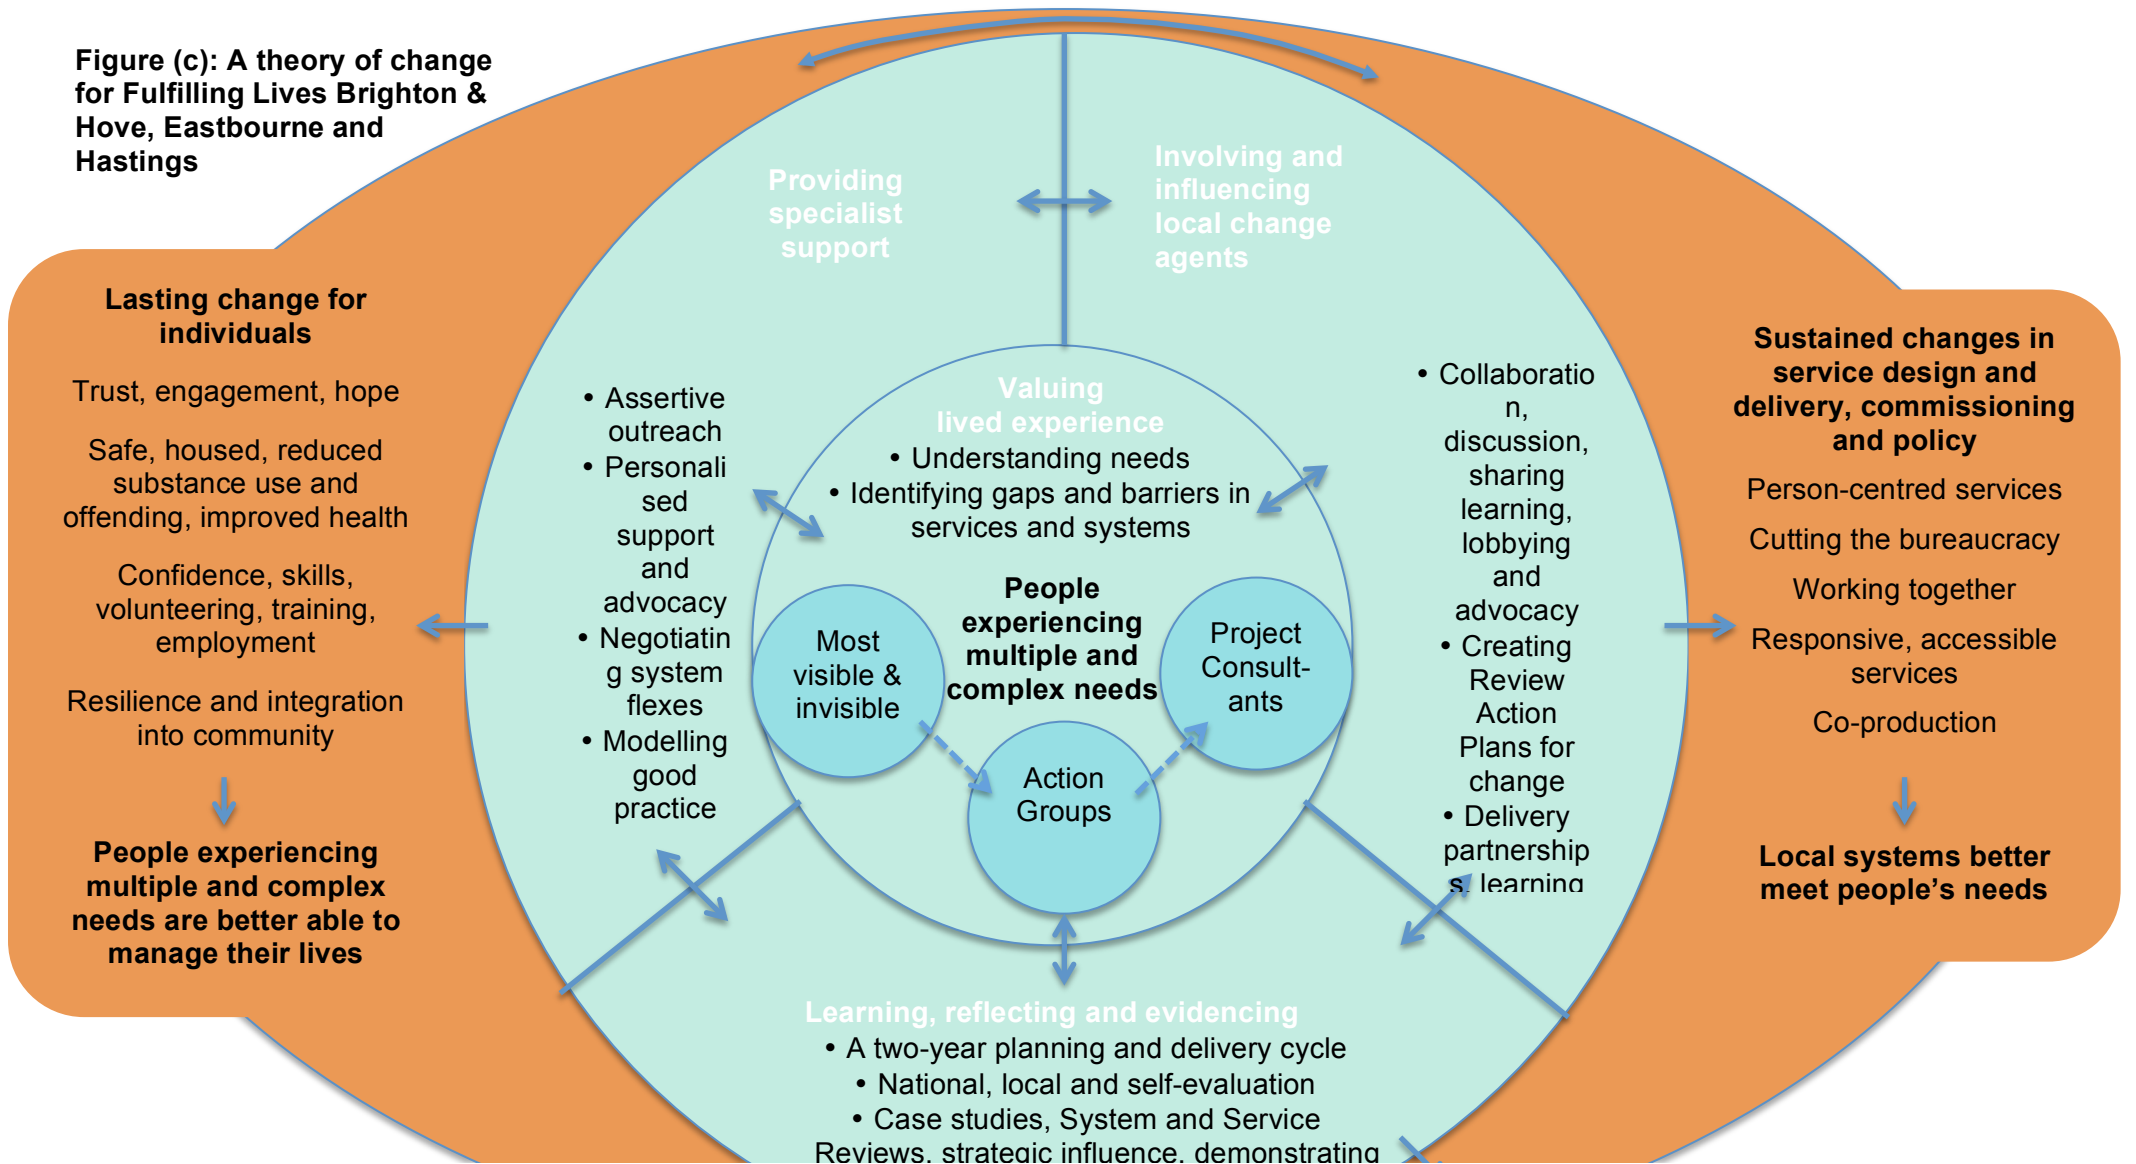 Figure (c): A theory of change
for Fulfilling Lives Brighton &
Hove, Eastbourne and
Hastings
Providing
specialist
support
Involving and
influencing
local change
agents
Lasting change for
individuals
Trust, engagement, hope
Safe, housed, reduced
substance use and
offending, improved health
Confidence, skills,
volunteering, training,
employment
Resilience and integration
into community
People experiencing
multiple and complex
needs are better able to
manage their lives
• Assertive
outreach
• Personali
sed
support
and
advocacy
• Negotiatin
g system
flexes
• Modelling
good
practice
Valuing
lived experience
• Understanding needs
• Identifying gaps and barriers in
services and systems
People
experiencing
multiple and
complex needs
Most
visible &
invisible
Action
Groups
Project
Consult-
ants
• Collaboratio
n,
discussion,
sharing
learning,
lobbying
and
advocacy
• Creating
Review
Action
Plans for
change
• Delivery
partnership
s, learning
Sustained changes in
service design and
delivery, commissioning
and policy
Person-centred services
Cutting the bureaucracy
Working together
Responsive, accessible
services
Co-production
Local systems better
meet people’s needs
Learning, reflecting and evidencing
• A two-year planning and delivery cycle
• National, local and self-evaluation
• Case studies, System and Service
Reviews, strategic influence, demonstrating